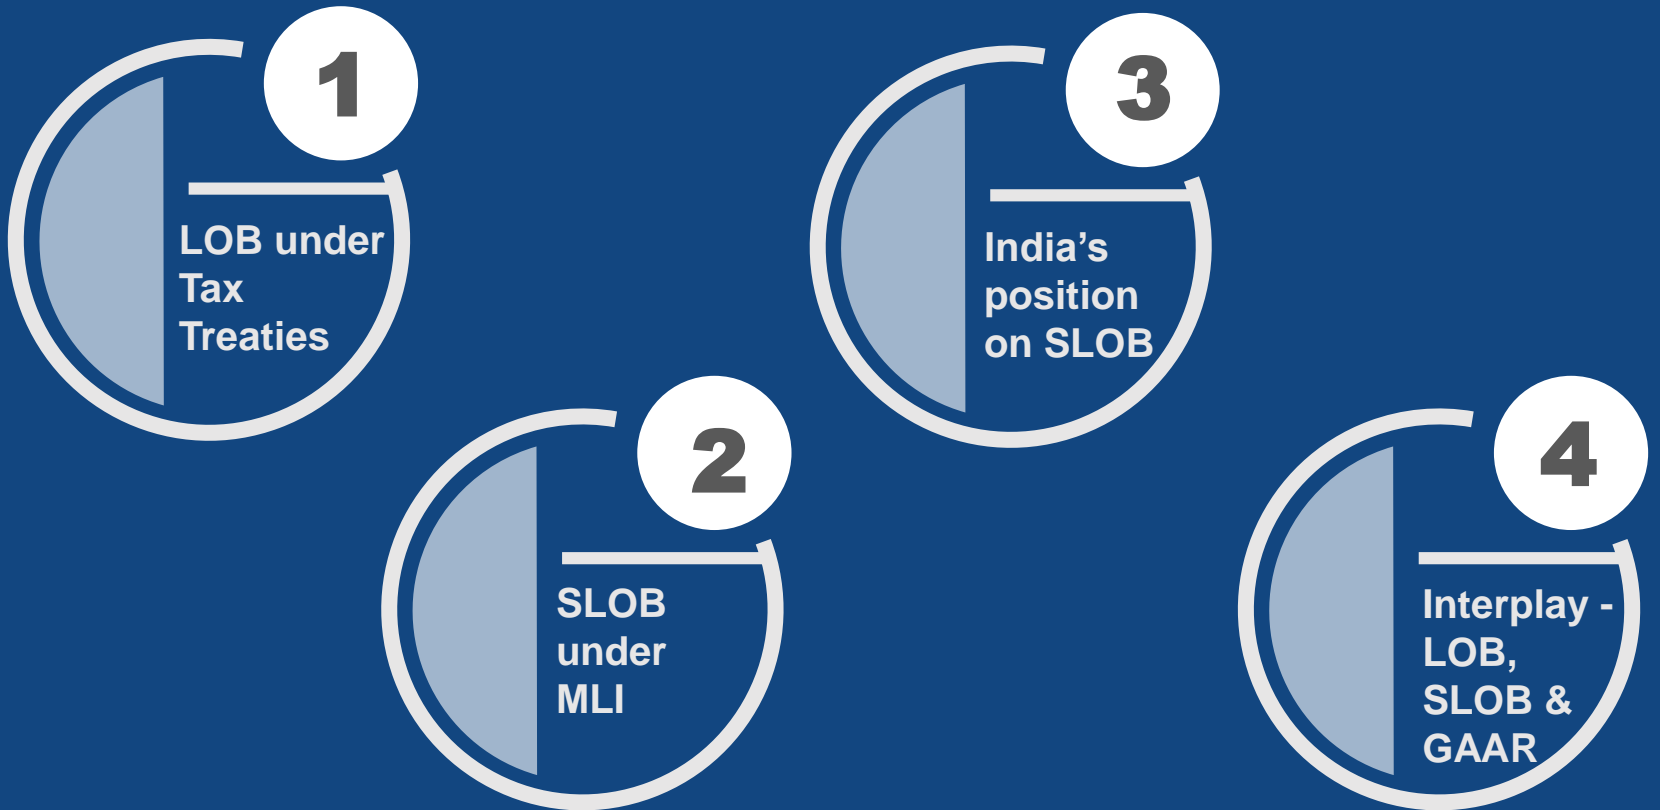 1
LOB under
Tax
Treaties
2
SLOB
under
MLI
3
India’s
position
on SLOB
4
Interplay -
LOB,
SLOB &
GAAR